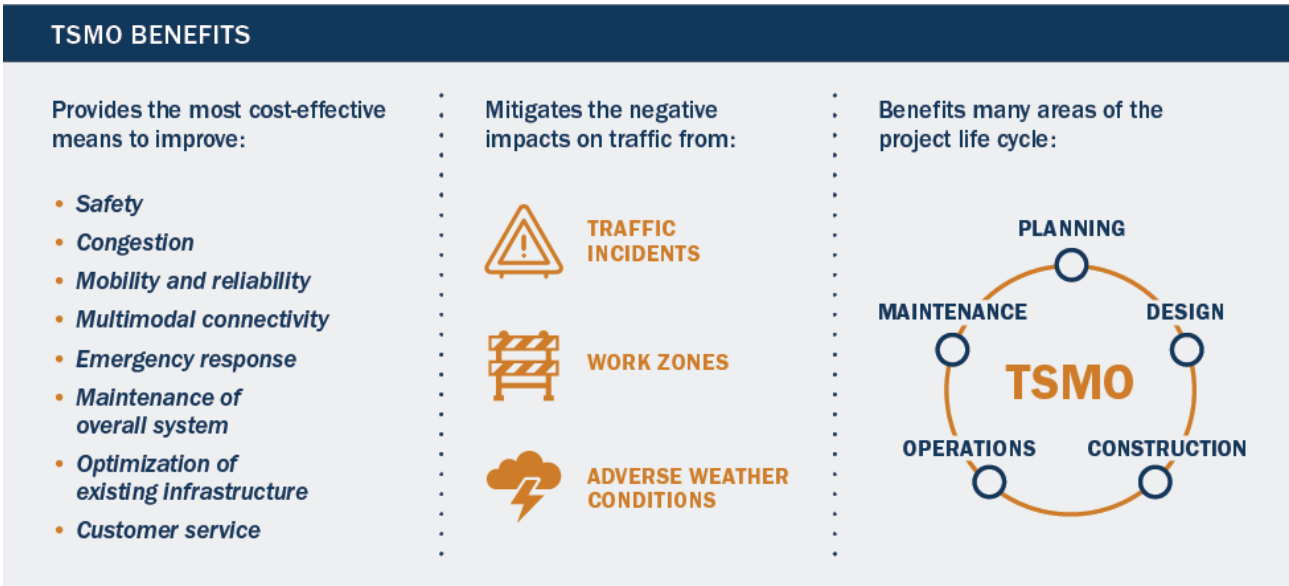 TSMO BENEFITS
Provides the most cost-effective
means to improve:
• Safety
• Congestion
• Mobility and reliability
• Multimodal connectivity
• Emergency response
• Maintenance of
overall system
• Optimization of
existing infrastructure
• Customer service
Mitigates the negative
impacts on traffic from:
TRAFFIC
INCIDENTS
WORK ZONES
ADVERSE WEATHER
CONDITIONS
Benefits many areas of the
project life cycle:
PLANNING
MAINTENANCE
DESIGN
TSMO
OPERATIONS
CONSTRUCTION